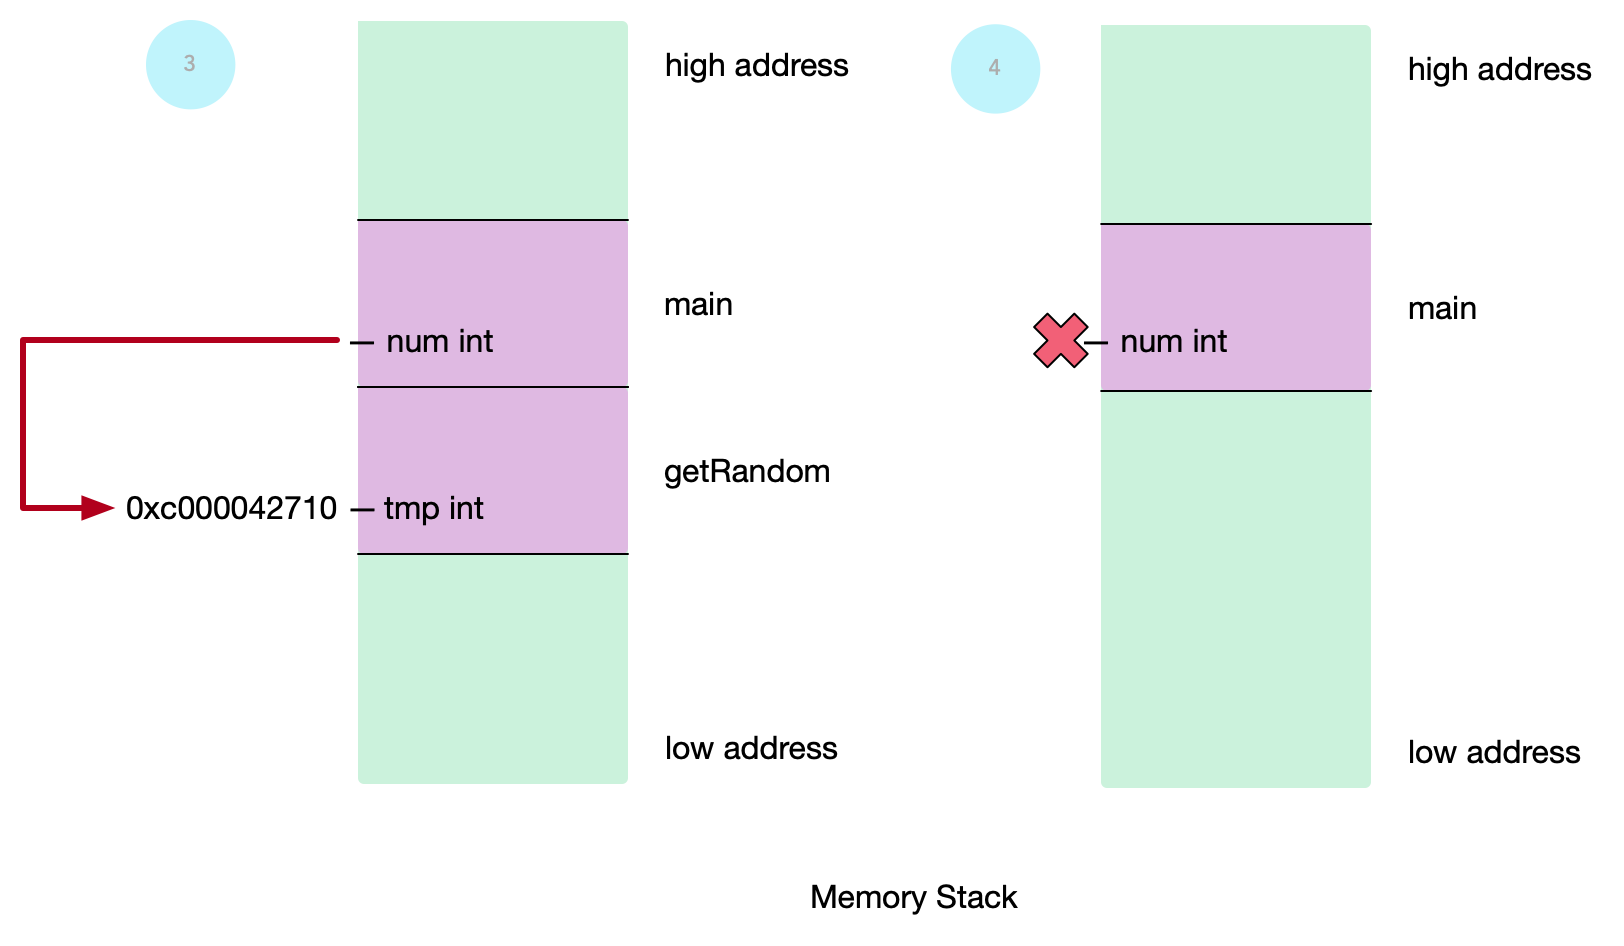 3
high address
main
num int
getRandom
0xc000042710
tmp int
low address
4
high address
main
num int
low address
Memory Stack